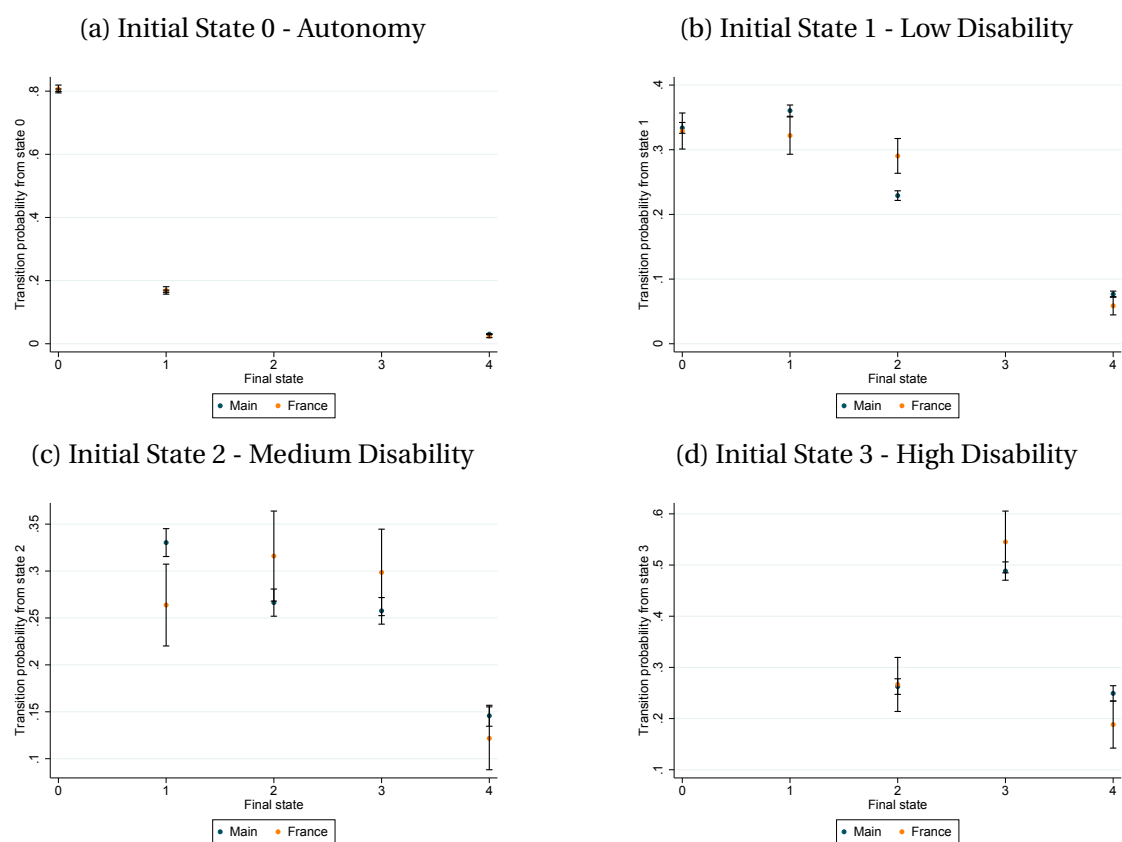 (a) Initial State 0 - Autonomy
Transition probability from state 0
.8
.6
.4
.2
0
0 1 2 3 4
Final state
Main France
(b) Initial State 1 - Low Disability
Transition probability from state 1
.4
.3
.2
.1
0
0 1 2 3 4
Final state
Main France
(c) Initial State 2 - Medium Disability
Transition probability from state 2
.35
.3
.25
.2
.15
.1
0 1 2 3 4
Final state
Main France
(d) Initial State 3 - High Disability
Transition probability from state 3
.6
.5
.4
.3
.2
.1
0 1 2 3 4
Final state
Main France